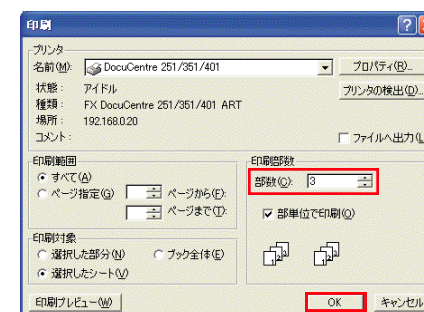 印刷
プリンタ
名前(M): DocuCentre 251/351/401 プロパティ(R)...
状態: アイドル プリンタの検出(D)...
種類: FX DocuCentre 251/351/401 ART
場所: 192.168.0.20
コメント: ファイルへ出力(L
印刷範囲
すべて(A)
ページ指定(G) ページから(F):
ページまで(T):
印刷部数
部数(C): 3
部単位で印刷(O)
1 2 3 1 2 3
印刷対象
選択した部分(N) ブック全体(E)
選択したシート(V)
印刷プレビュー(W) OK キャンセル